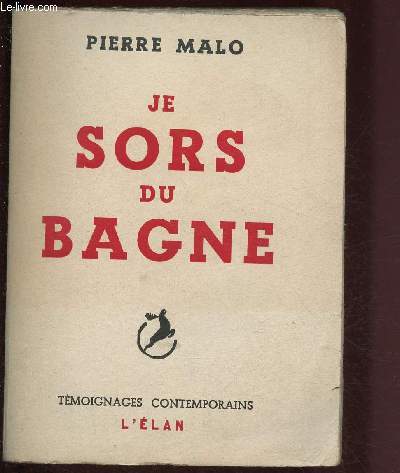 Le-livre.com
PIERRE MALO
JE
SORS
DU
BAGNE
TÉMOIGNAGES CONTEMPORAINS
L'ÉLAN